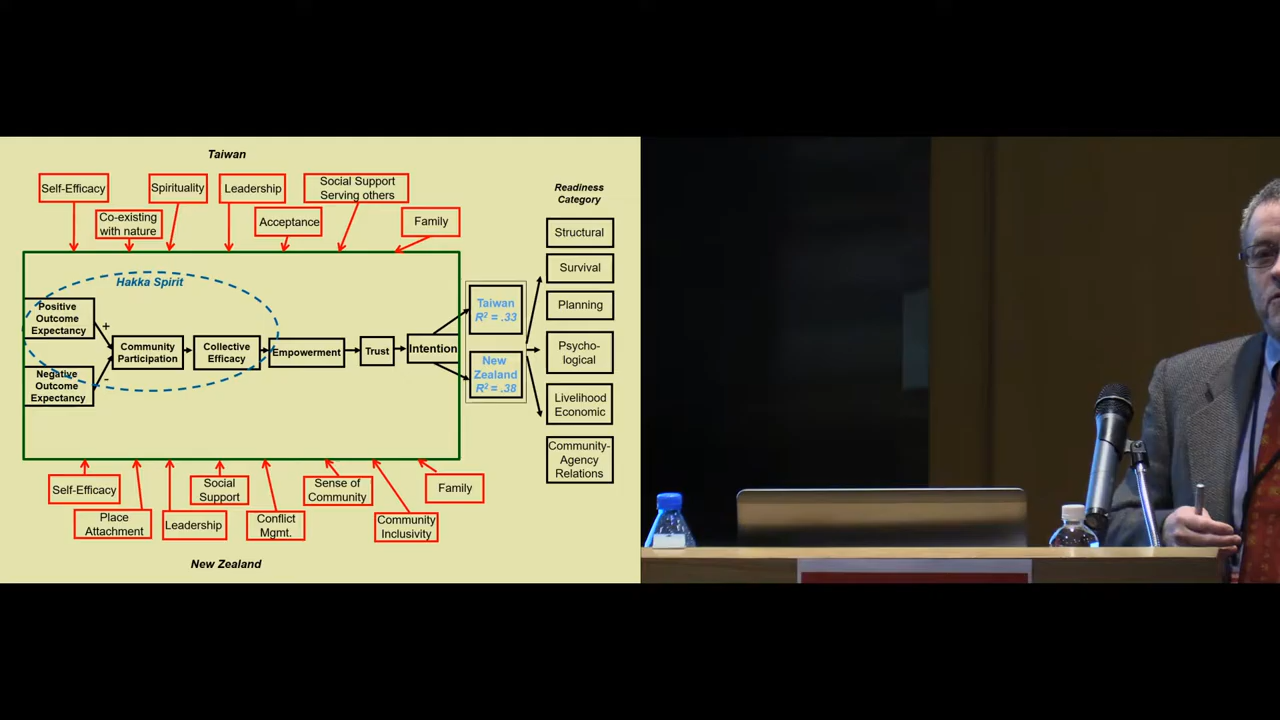 Taiwan
Self-Efficacy
Spirituality
Leadership
Social Support
Serving others
Co-existing
with nature
Acceptance
Family
Readiness
Category
Structural
Survival
Planning
Psycho-
logical
Livelihood
Economic
Community-
Agency
Relations
Hakka Spirit
Positive
Outcome
Expectancy
+
Negative
Outcome
Expectancy
-
Community
Participation
Collective
Efficacy
Empowerment
Trust
Intention
Taiwan
R² = .33
New
Zealand
R² = .38
Self-Efficacy
Place
Attachment
Leadership
Social
Support
Conflict
Mgmt.
Sense of
Community
Community
Inclusivity
Family
New Zealand